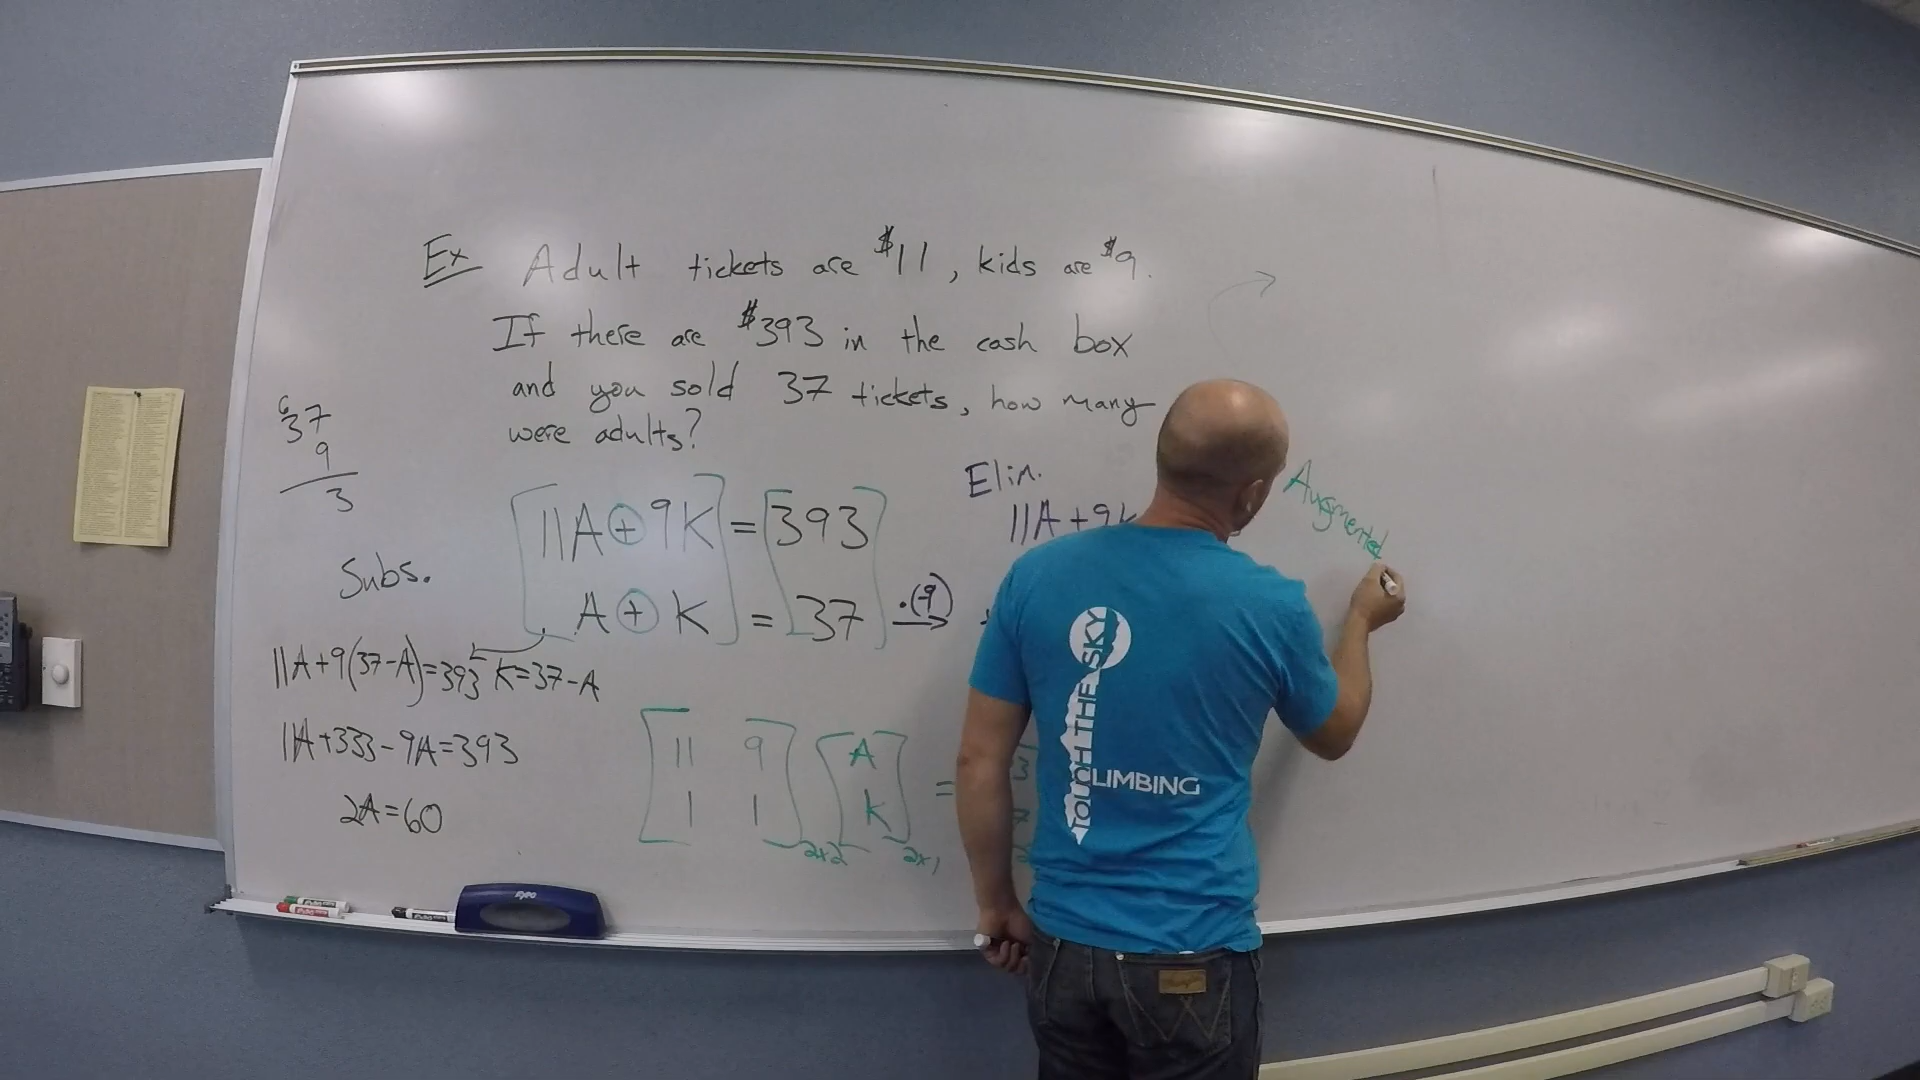 Ex Adult tickets are $11, kids are $9.
If there are $393 in the cash box
and you sold 37 tickets, how many
were adults?
6
37
9
3
Subs.
11A+9(37-A)=393
K=37-A
11A+333-9A=393
2A=60
11A+9K=393
A+K=37
·(-9)
11 9
1 1
2x2
A
K
2x1
=
Elim.
11A+9K
Augmented
TOUCH THE SKY
CLIMBING
EXPO